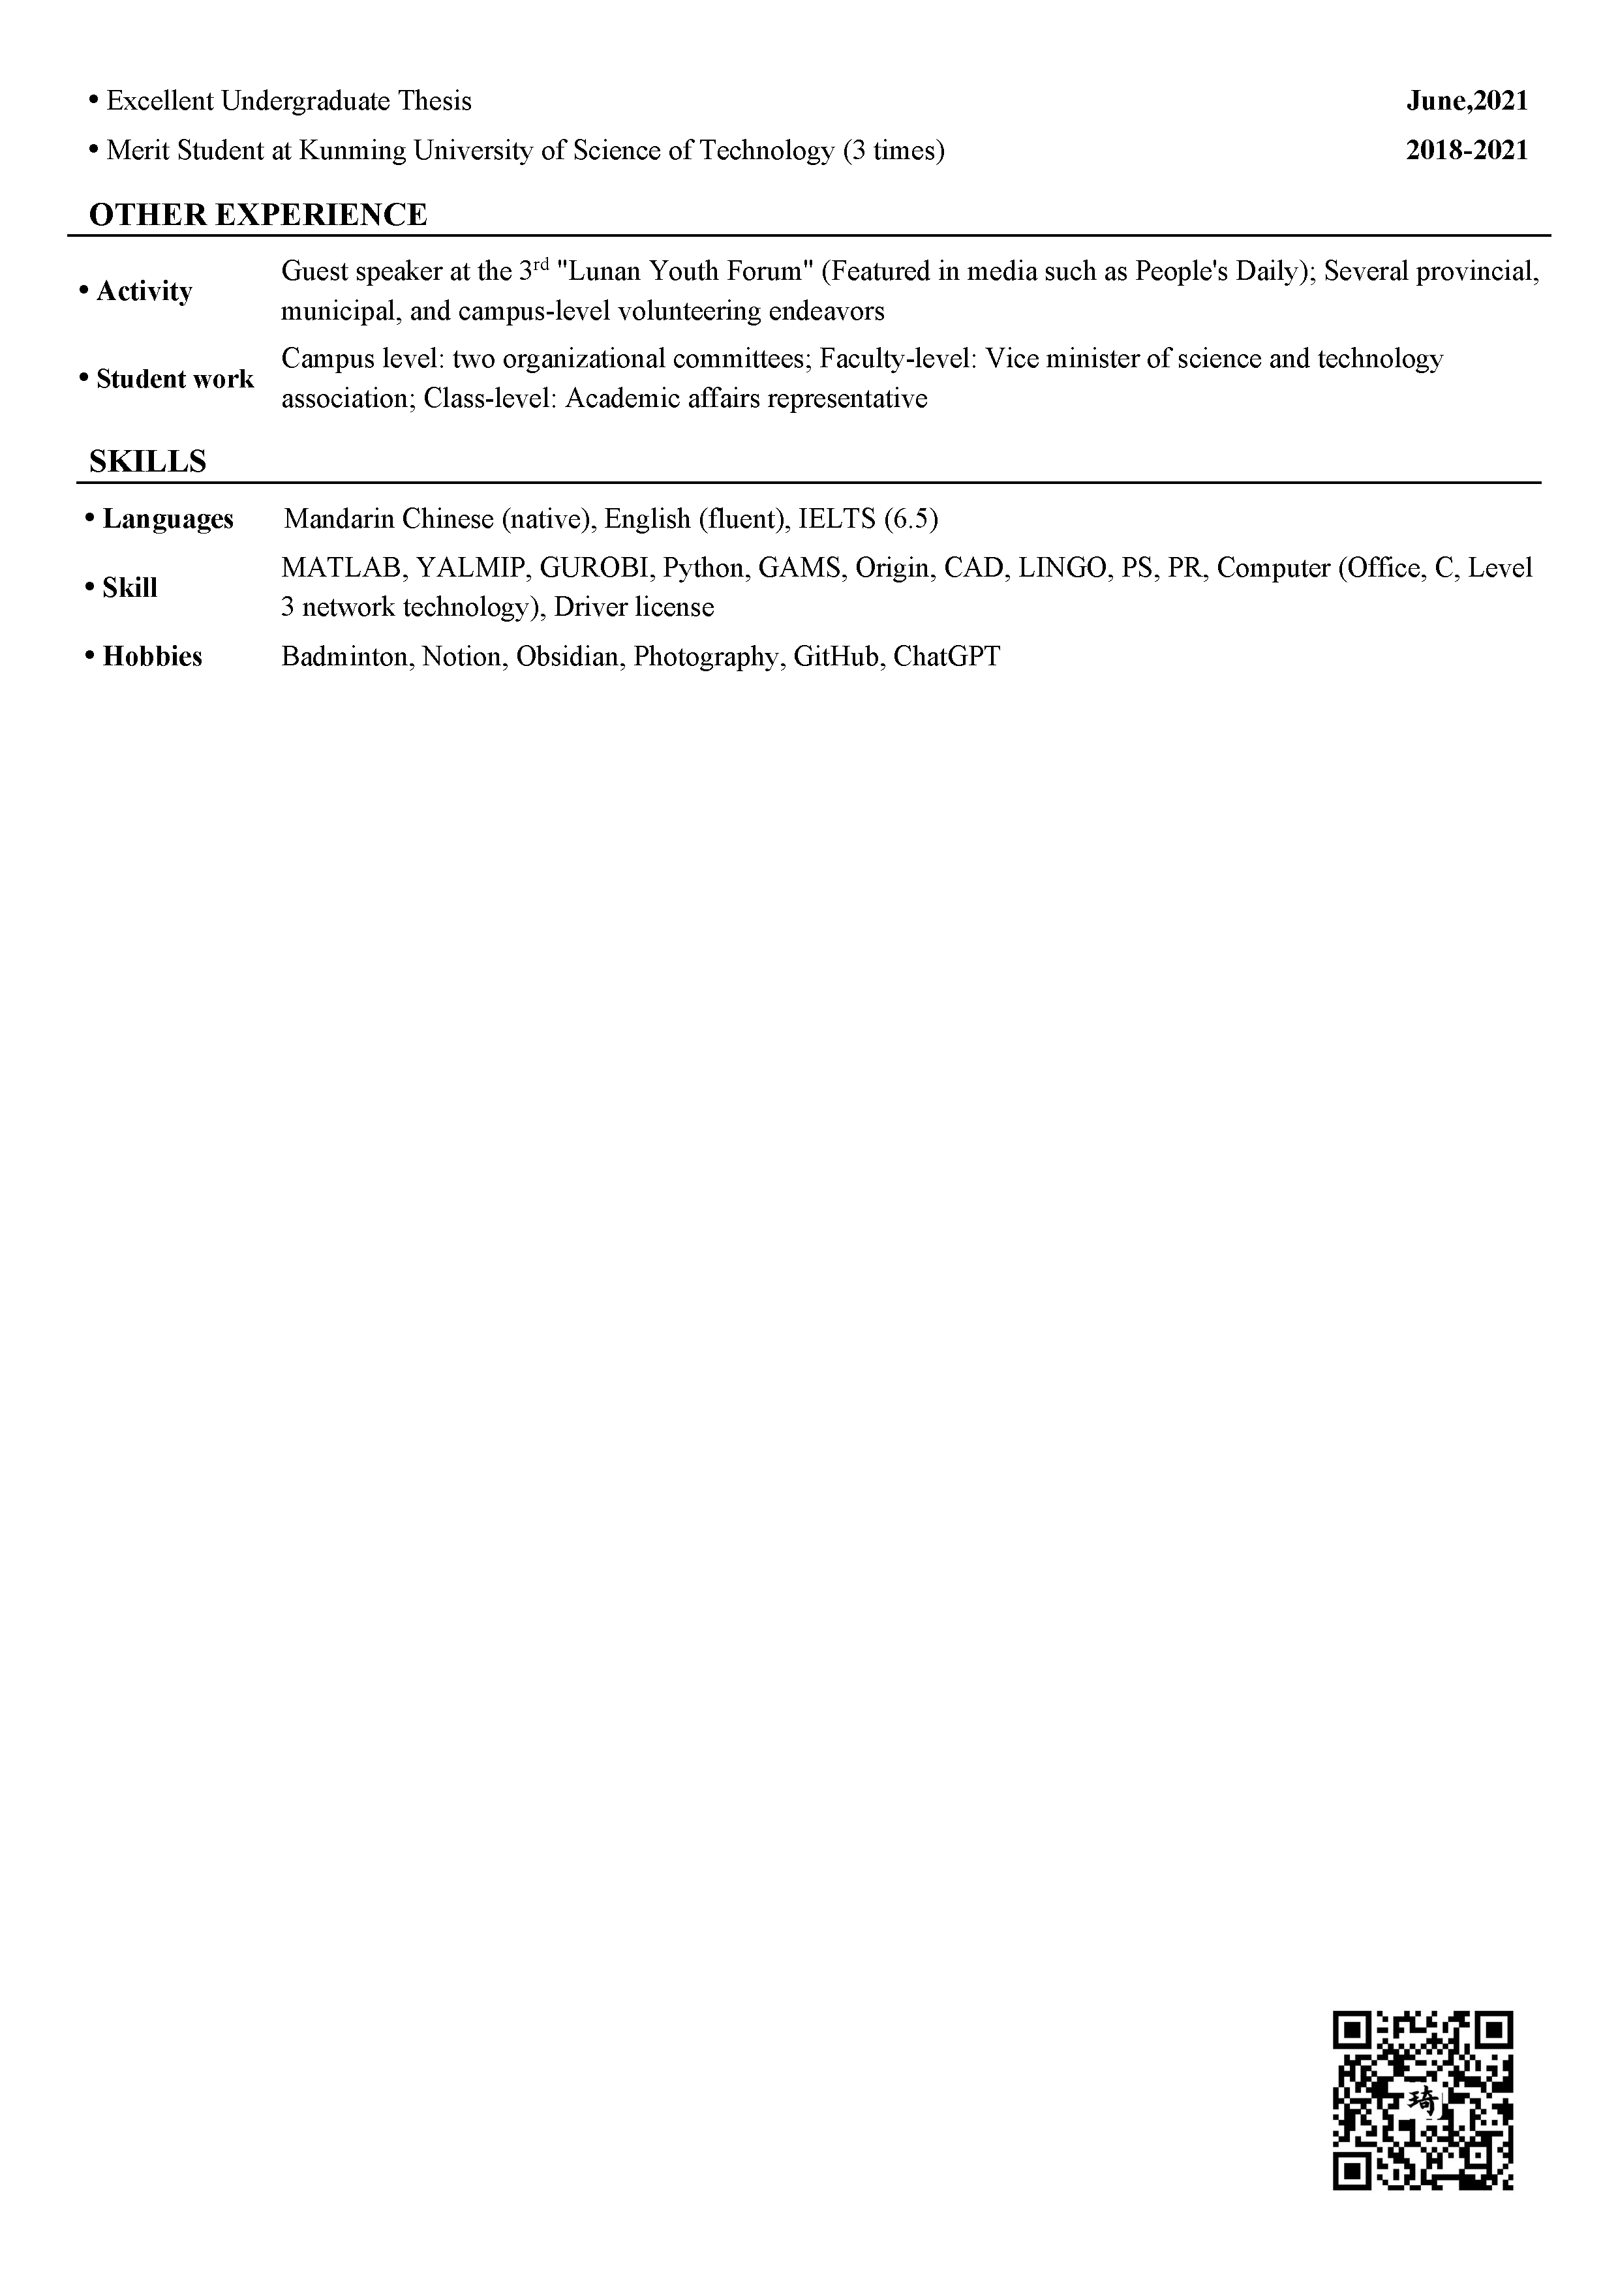 • Excellent Undergraduate Thesis June,2021
• Merit Student at Kunming University of Science of Technology (3 times) 2018-2021
OTHER EXPERIENCE
• Activity Guest speaker at the 3rd "Lunan Youth Forum" (Featured in media such as People's Daily); Several provincial,
municipal, and campus-level volunteering endeavors
• Student work Campus level: two organizational committees; Faculty-level: Vice minister of science and technology
association; Class-level: Academic affairs representative
SKILLS
• Languages Mandarin Chinese (native), English (fluent), IELTS (6.5)
• Skill MATLAB, YALMIP, GUROBI, Python, GAMS, Origin, CAD, LINGO, PS, PR, Computer (Office, C, Level
3 network technology), Driver license
• Hobbies Badminton, Notion, Obsidian, Photography, GitHub, ChatGPT
琦